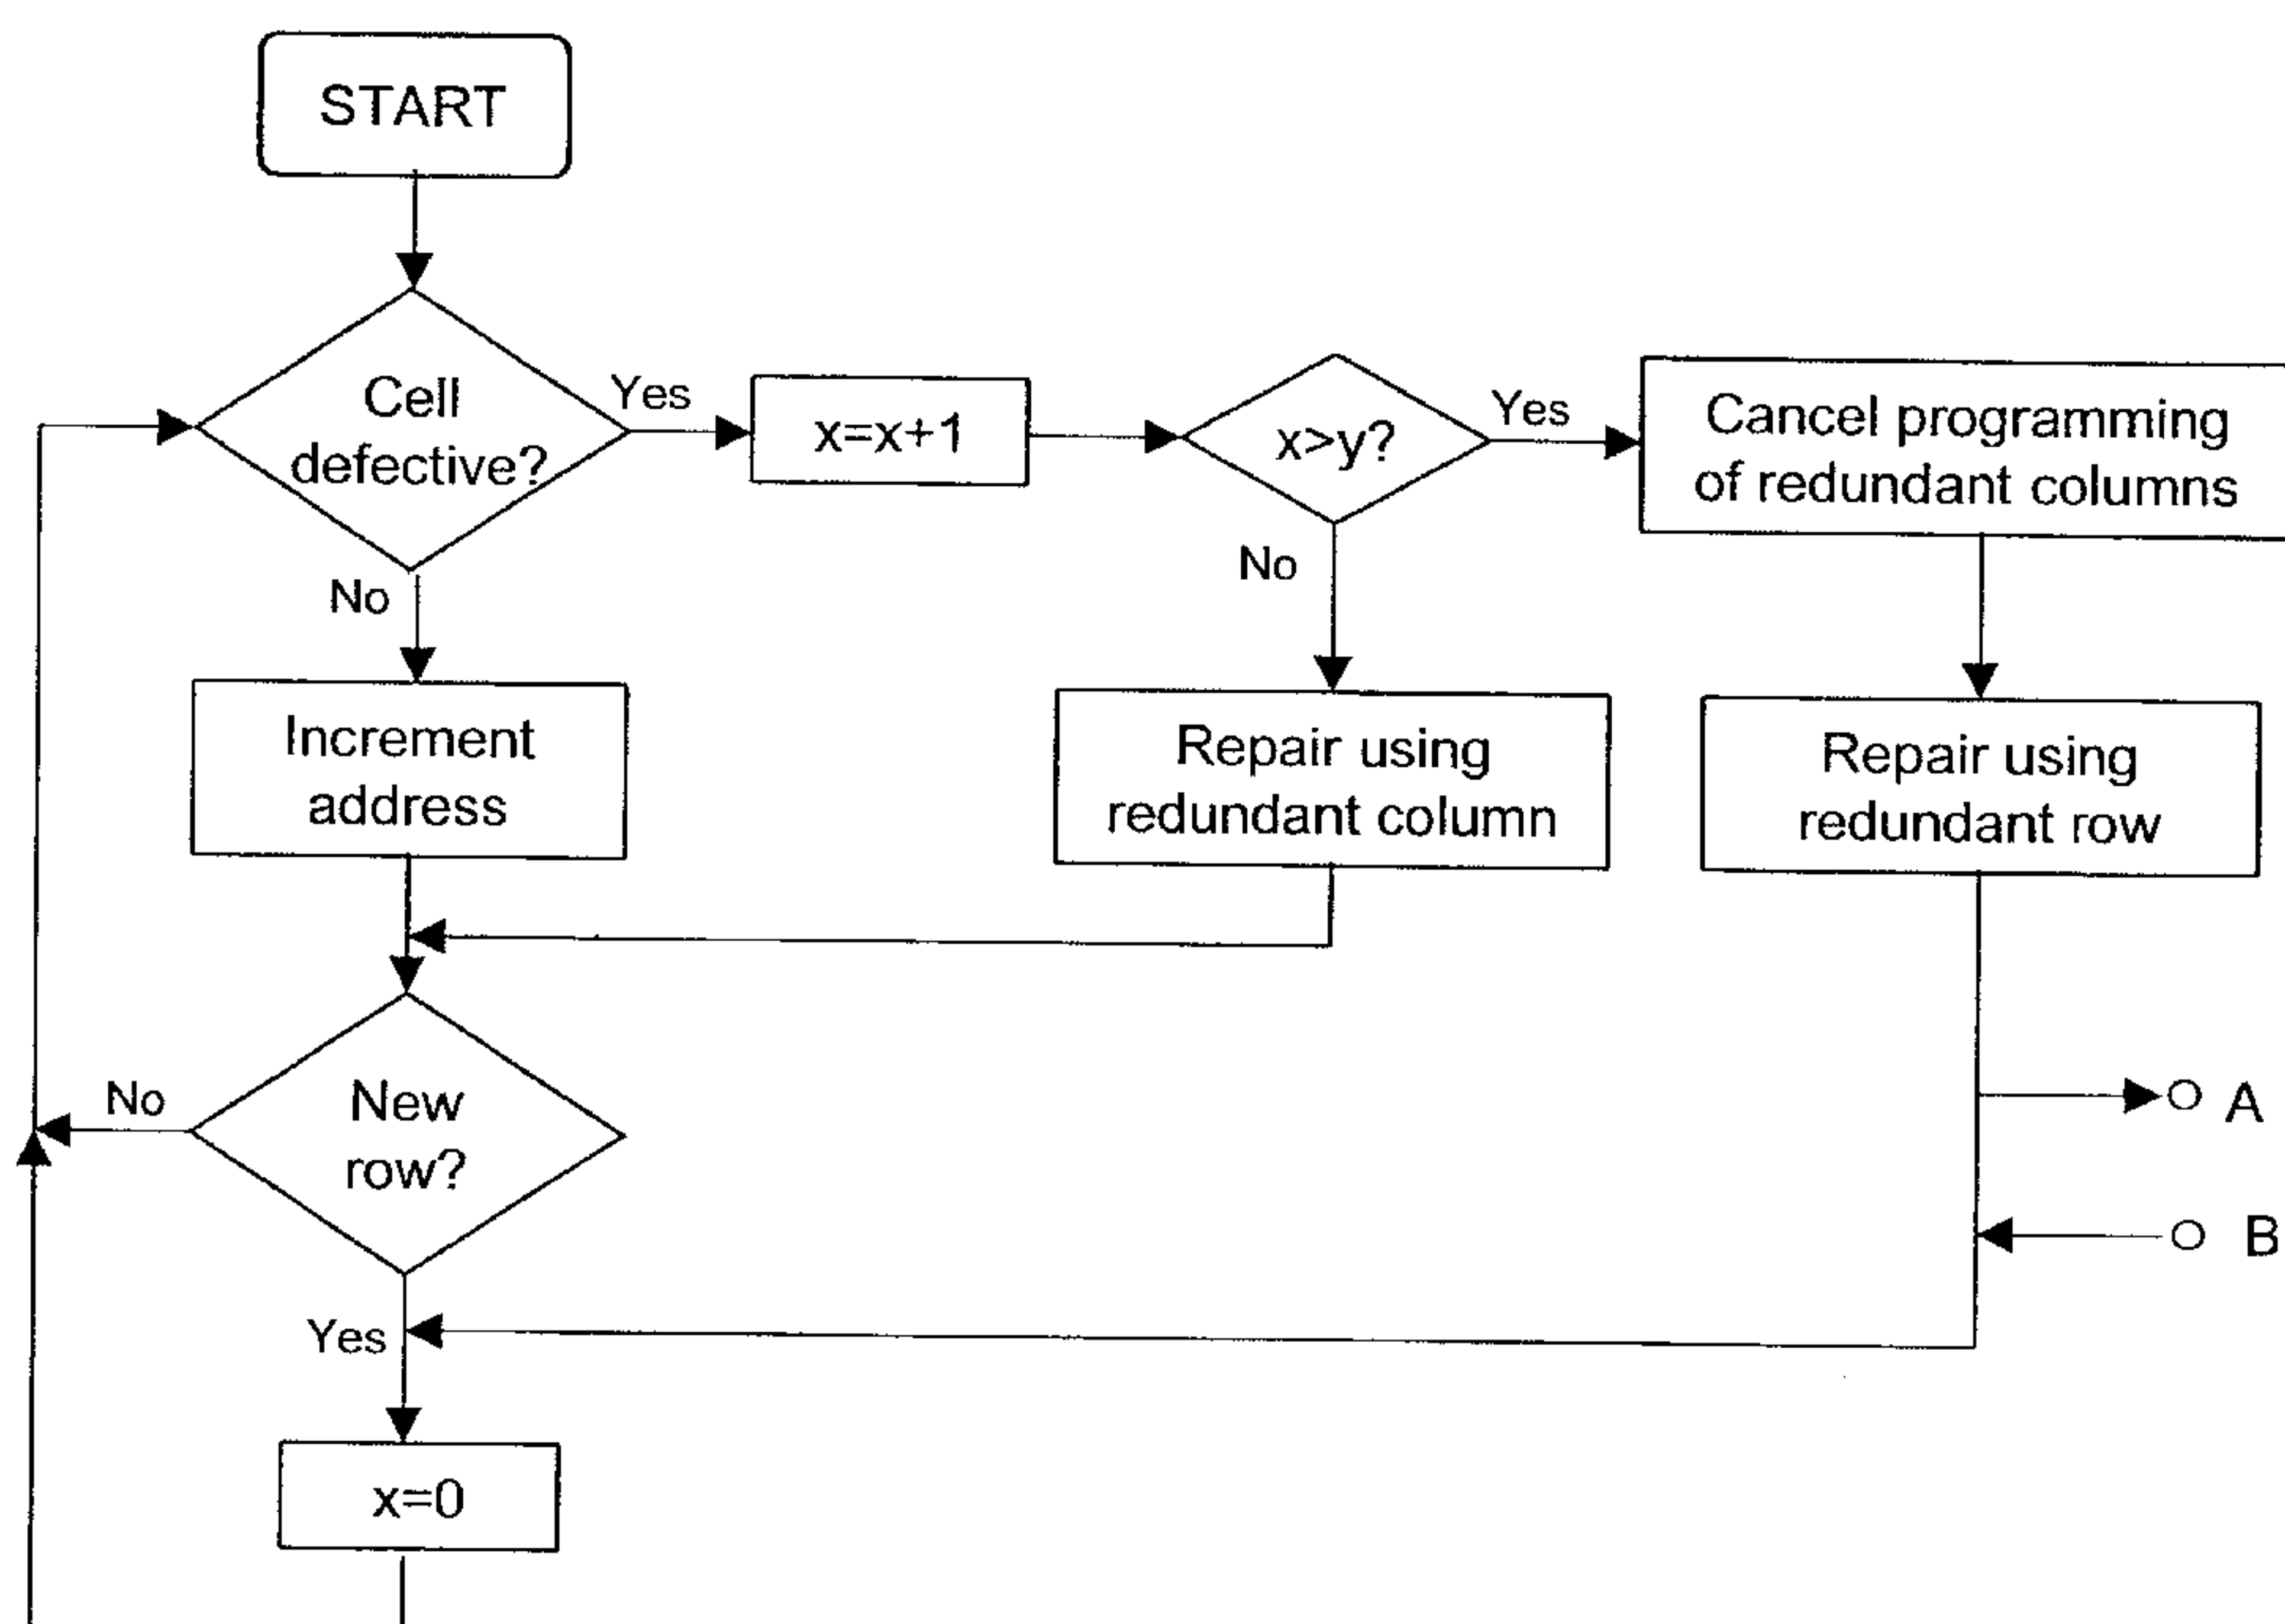 START
Cell
defective?
Yes
x=x+1
x>y?
Yes
Cancel programming
of redundant columns
No
No
Increment
address
Repair using
redundant column
Repair using
redundant row
No
New
row?
A
B
Yes
x=0